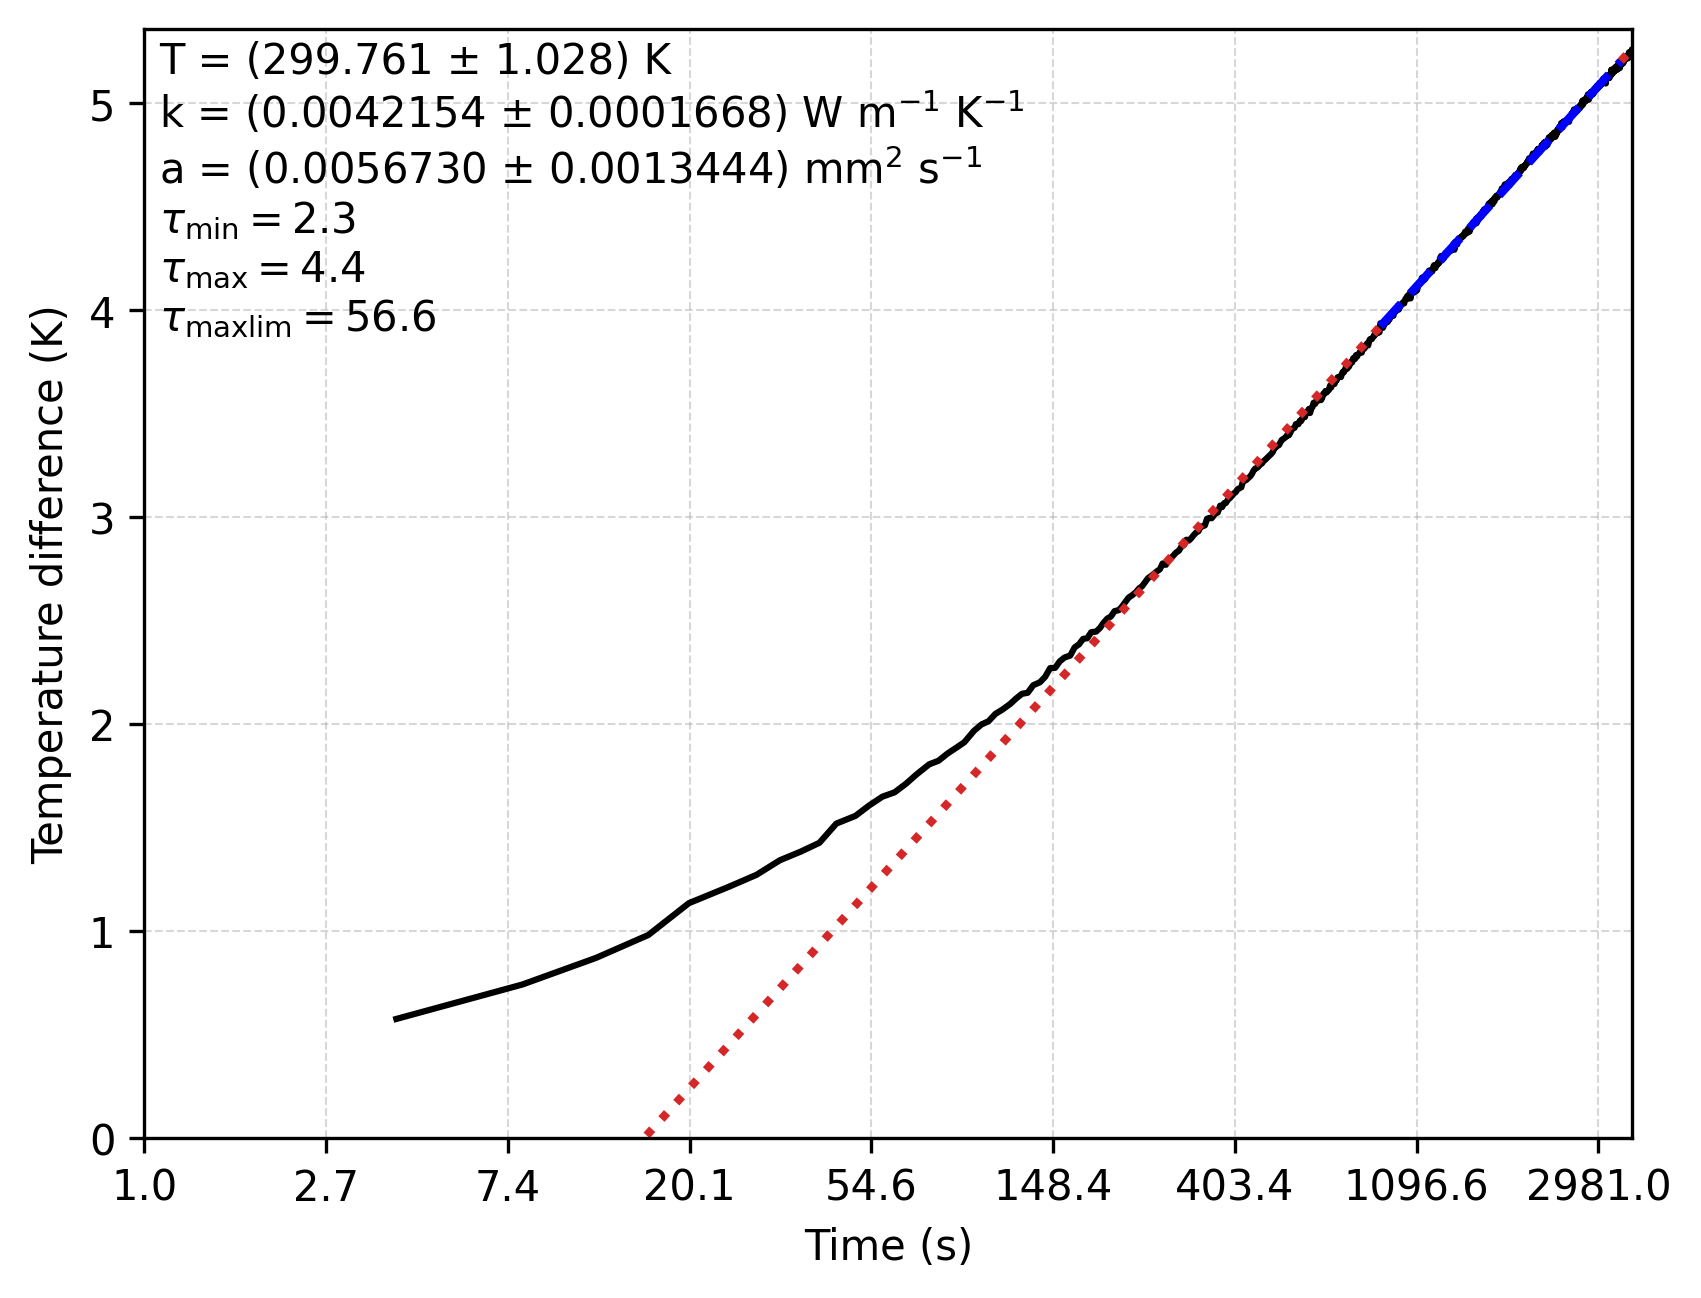 T = (299.761 ± 1.028) K
k = (0.0042154 ± 0.0001668) W m⁻¹ K⁻¹
a = (0.0056730 ± 0.0013444) mm² s⁻¹
τmin = 2.3
τmax = 4.4
τmaxlim = 56.6
Temperature difference (K)
5
4
3
2
1
0
1.0 2.7 7.4 20.1 54.6 148.4 403.4 1096.6 2981.0
Time (s)